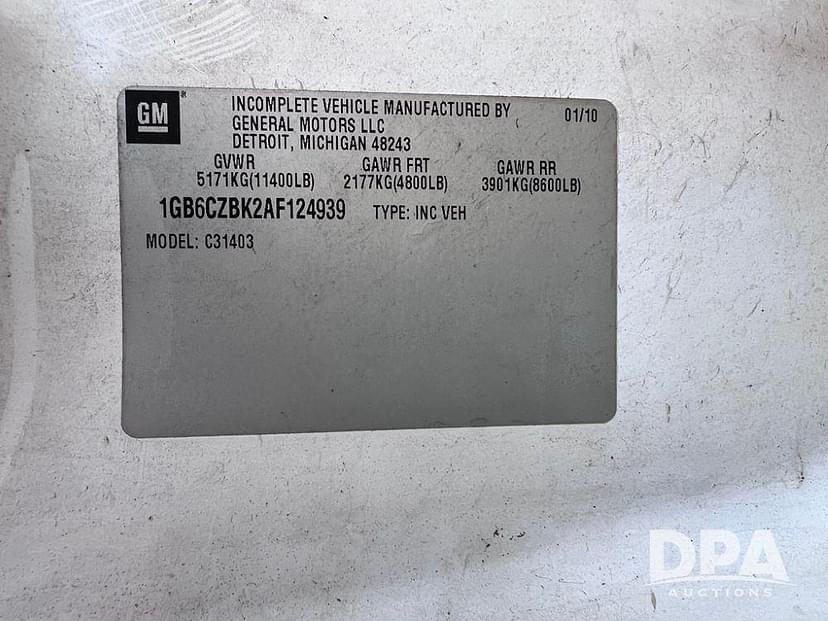 GM®
INCOMPLETE VEHICLE MANUFACTURED BY 01/10
GENERAL MOTORS LLC
DETROIT, MICHIGAN 48243
GVWR GAWR FRT GAWR RR
5171KG(11400LB) 2177KG(4800LB) 3901KG(8600LB)
1GB6CZBK2AF124939 TYPE: INC VEH
MODEL: C31403
DPA
AUCTIONS